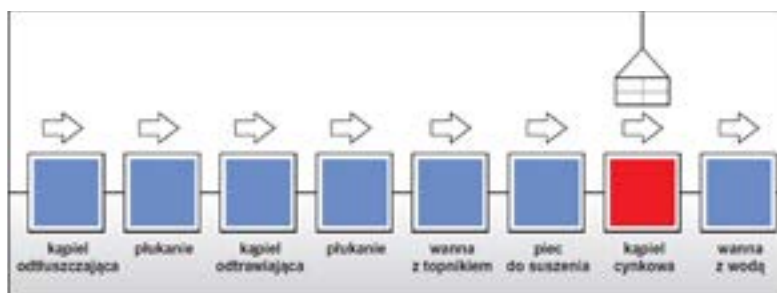 kąpiel
odtłuszczająca
płukanie
kąpiel
odtrawiająca
płukanie
wanna
z topnikiem
piec
do suszenia
kąpiel
cynkowa
wanna
z wodą